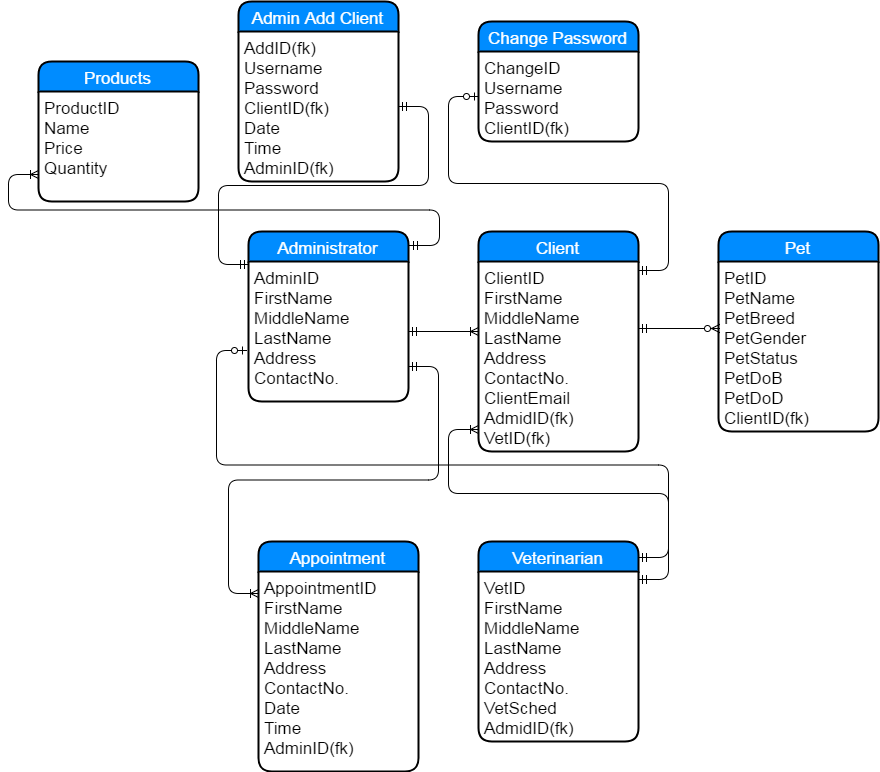 Admin Add Client
AddID(fk)
Username
Password
ClientID(fk)
Date
Time
AdminID(fk)
Change Password
ChangeID
Username
Password
ClientID(fk)
Products
ProductID
Name
Price
Quantity
Administrator
AdminID
FirstName
MiddleName
LastName
Address
ContactNo.
Client
ClientID
FirstName
MiddleName
LastName
Address
ContactNo.
ClientEmail
AdmidID(fk)
VetID(fk)
Pet
PetID
PetName
PetBreed
PetGender
PetStatus
PetDoB
PetDoD
ClientID(fk)
Appointment
AppointmentID
FirstName
MiddleName
LastName
Address
ContactNo.
Date
Time
AdminID(fk)
Veterinarian
VetID
FirstName
MiddleName
LastName
Address
ContactNo.
VetSched
AdmidID(fk)